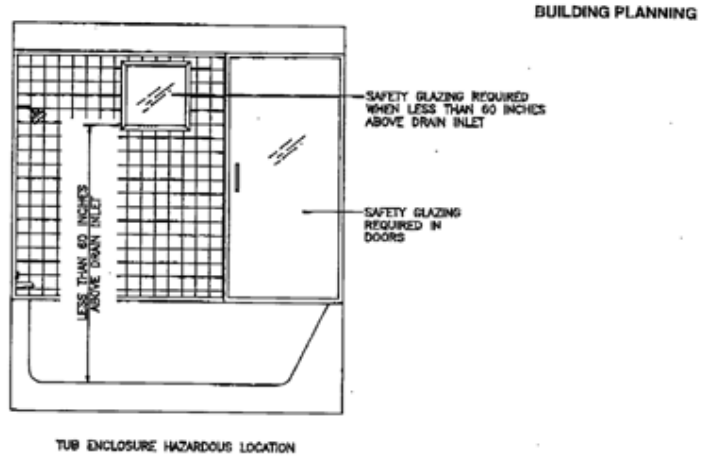 BUILDING PLANNING
SAFETY GLAZING REQUIRED
WHEN LESS THAN 60 INCHES
ABOVE DRAIN INLET
SAFETY GLAZING
REQUIRED IN
DOORS
LESS THAN 60 INCHES
ABOVE DRAIN INLET
TUB ENCLOSURE HAZARDOUS LOCATION